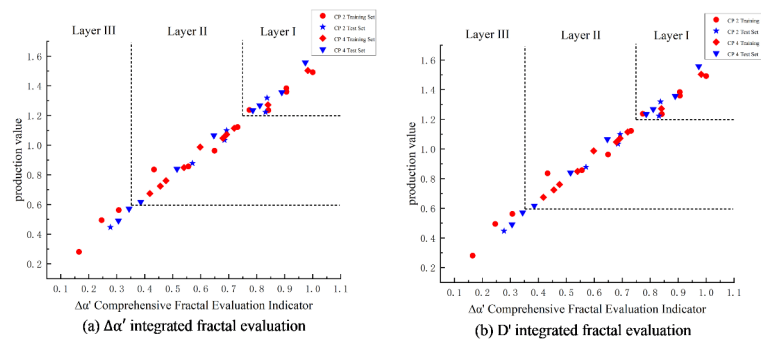 Layer III
Layer II
Layer I
CP 2 Training Set
CP 2 Test Set
CP 4 Training Set
CP 4 Test Set
production value
1.6
1.4
1.2
1.0
0.8
0.6
0.4
0.2
0.1 0.2 0.3 0.4 0.5 0.6 0.7 0.8 0.9 1.0 1.1
Δα' Comprehensive Fractal Evaluation Indicator
(a) Δα′ integrated fractal evaluation
Layer III
Layer II
Layer I
CP 2 Training Set
CP 2 Test Set
CP 4 Training Set
CP 4 Test Set
production value
1.6
1.4
1.2
1.0
0.8
0.6
0.4
0.2
0.1 0.2 0.3 0.4 0.5 0.6 0.7 0.8 0.9 1.0 1.1
Δα' Comprehensive Fractal Evaluation Indicator
(b) D' integrated fractal evaluation